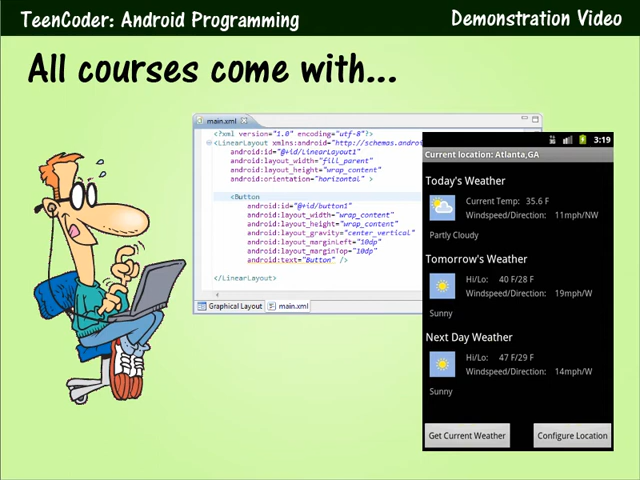 TeenCoder: Android Programming
Demonstration Video
All courses come with...
main.xml
<?xml version="1.0" encoding="utf-8"?>
<LinearLayout xmlns:android="http://schemas.android
android:id="@+id/LinearLayout1"
android:layout_width="fill_parent"
android:layout_height="wrap_content"
android:orientation="horizontal" >
<Button
android:id="@+id/button1"
android:layout_width="wrap_content"
android:layout_height="wrap_content"
android:layout_gravity="center_vertical"
android:layout_marginLeft="10dp"
android:layout_marginTop="10dp"
android:text="Button" />
</LinearLayout>
Graphical Layout
main.xml
3:19
Current location: Atlanta,GA
Today's Weather
Current Temp: 35.6 F
Windspeed/Direction: 11mph/NW
Partly Cloudy
Tomorrow's Weather
Hi/Lo: 40 F/28 F
Windspeed/Direction: 19mph/W
Sunny
Next Day Weather
Hi/Lo: 47 F/29 F
Windspeed/Direction: 14mph/W
Sunny
Get Current Weather
Configure Location